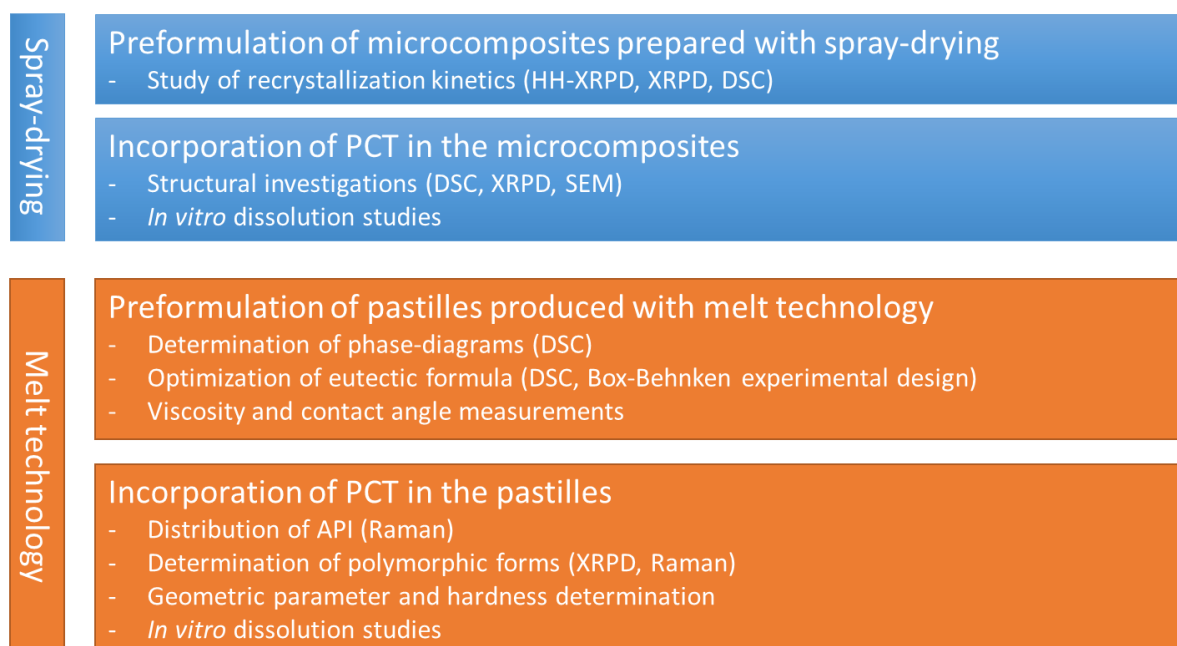 Spray-drying
Preformulation of microcomposites prepared with spray-drying
- Study of recrystallization kinetics (HH-XRPD, XRPD, DSC)
Incorporation of PCT in the microcomposites
- Structural investigations (DSC, XRPD, SEM)
- In vitro dissolution studies
Melt technology
Preformulation of pastilles produced with melt technology
- Determination of phase-diagrams (DSC)
- Optimization of eutectic formula (DSC, Box-Behnken experimental design)
- Viscosity and contact angle measurements
Incorporation of PCT in the pastilles
- Distribution of API (Raman)
- Determination of polymorphic forms (XRPD, Raman)
- Geometric parameter and hardness determination
- In vitro dissolution studies